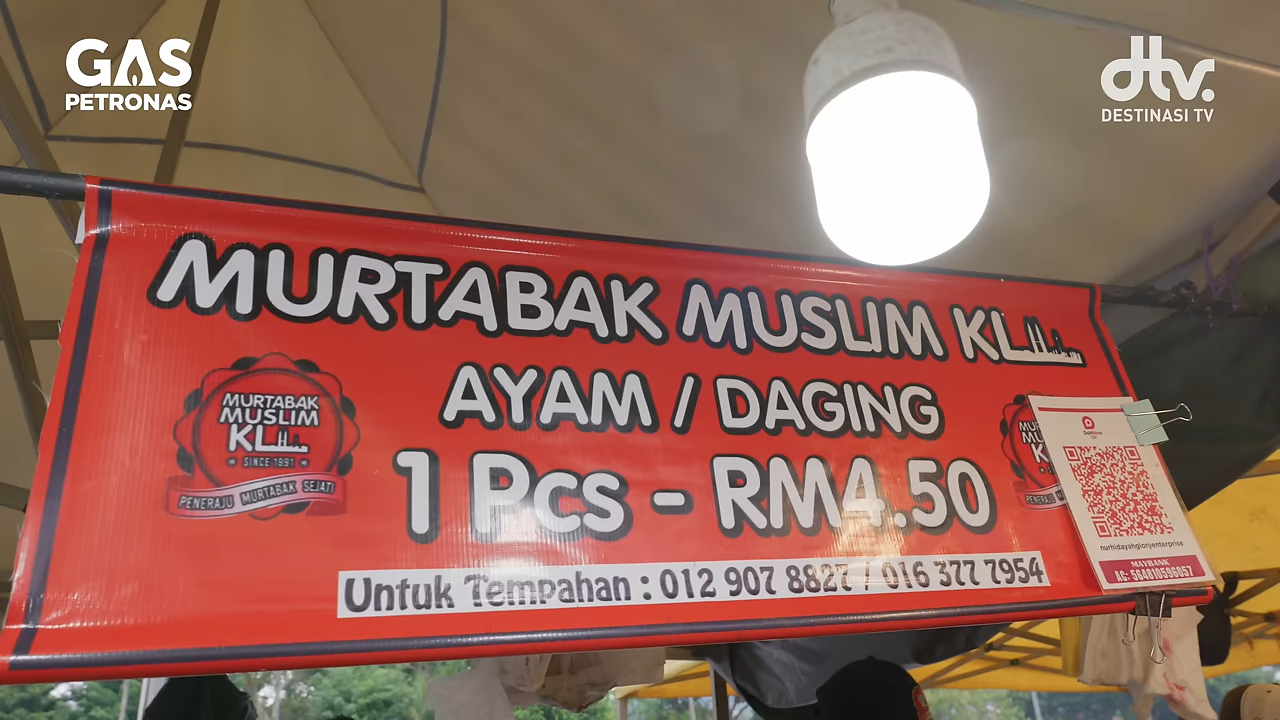 GAS
PETRONAS
dtv.
DESTINASI TV
MURTABAK MUSLIM KL
AYAM / DAGING
1 Pcs - RM4.50
Untuk Tempahan : 012 907 8827 / 016 377 7954
MURTABAK
MUSLIM
KL
SINCE 1991
PENERAJU MURTABAK SEJATI
nurhidayahgloryenterprise
MAYBANK
AC: 564810596057